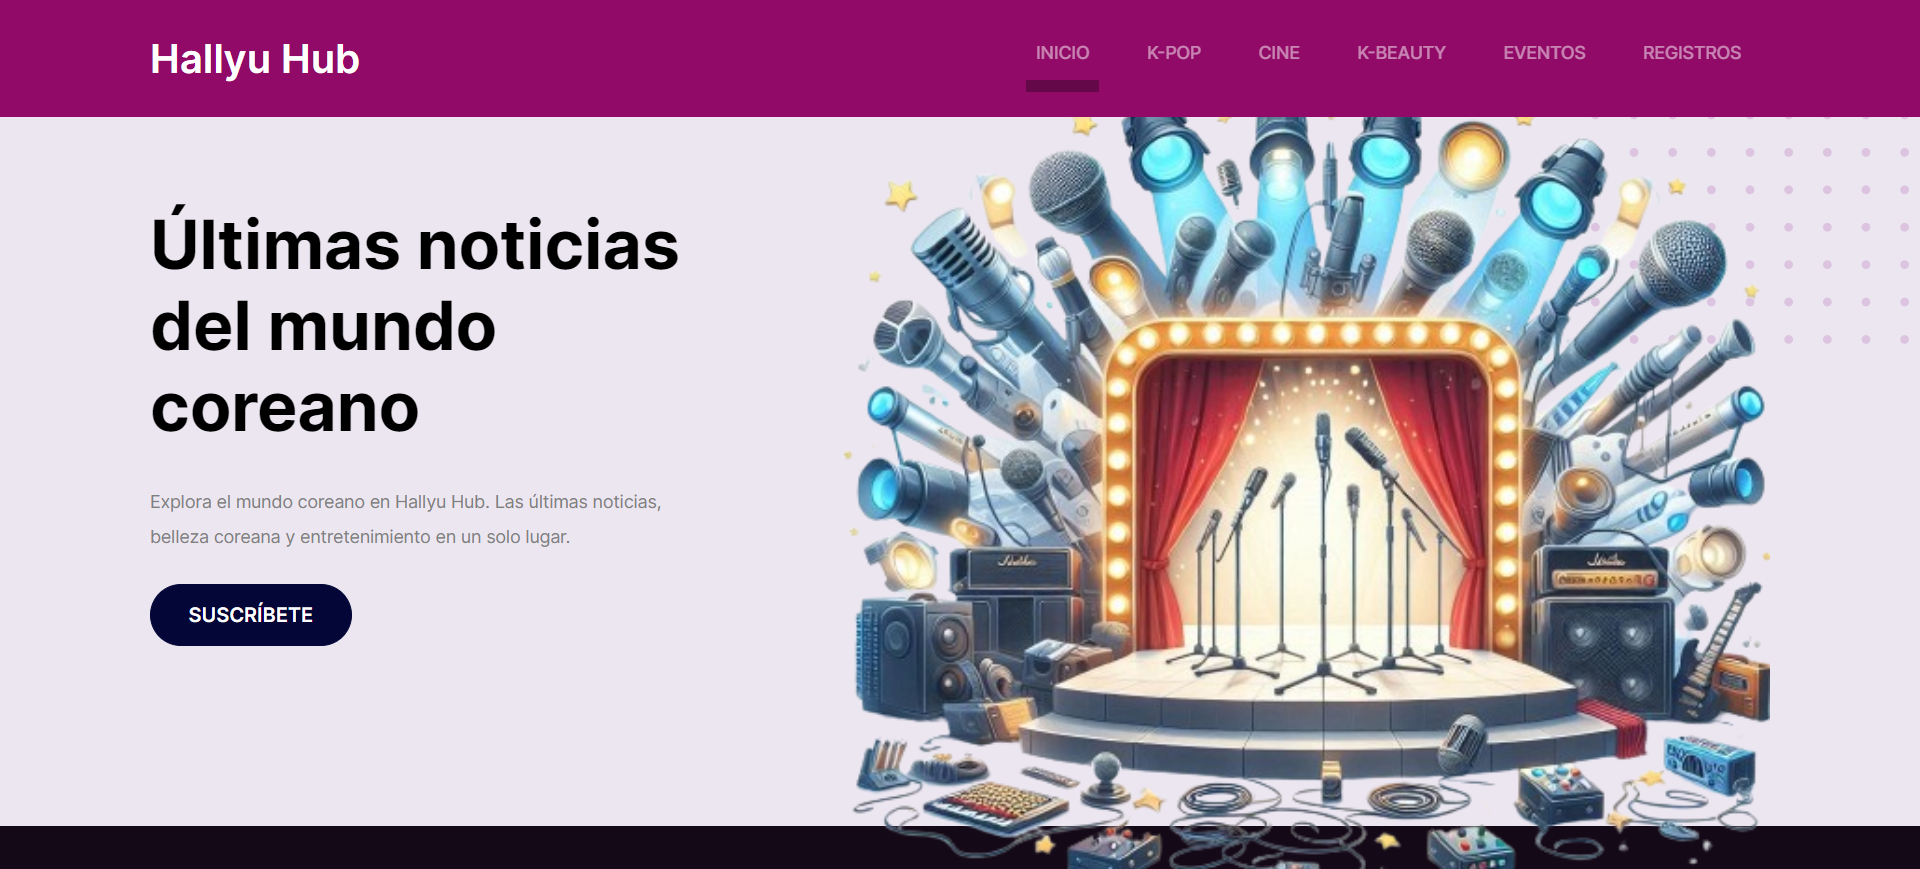 Hallyu Hub
INICIO K-POP CINE K-BEAUTY EVENTOS REGISTROS
Últimas noticias
del mundo
coreano
Explora el mundo coreano en Hallyu Hub. Las últimas noticias,
belleza coreana y entretenimiento en un solo lugar.
SUSCRÍBETE